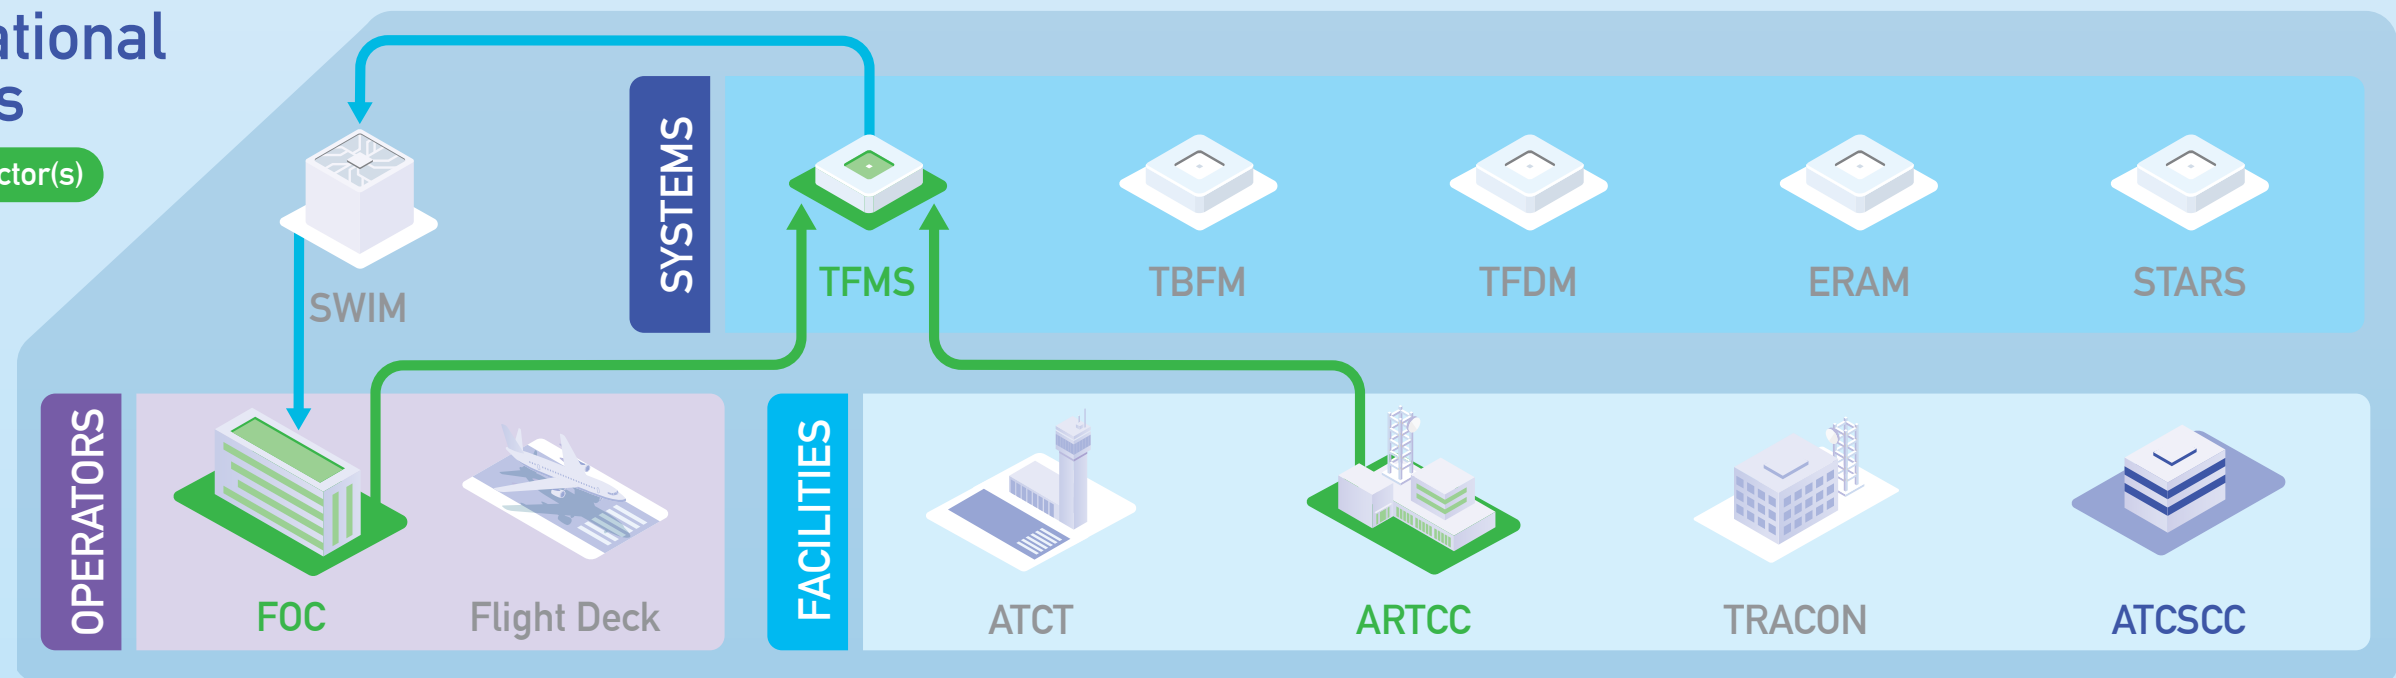 ational
s
ctor(s)
SYSTEMS
SWIM
TFMS
TBFM
TFDM
ERAM
STARS
OPERATORS
FOC
Flight Deck
FACILITIES
ATCT
ARTCC
TRACON
ATCSCC